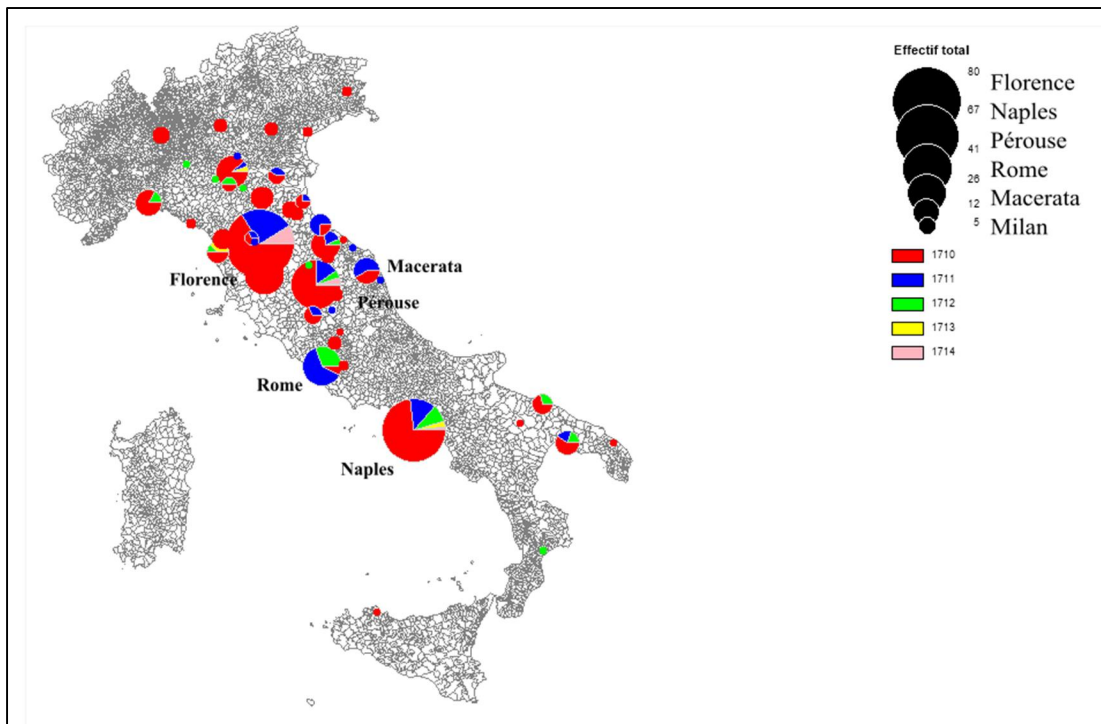 Effectif total
80
Florence
67
Naples
41
Pérouse
26
Rome
12
Macerata
5
Milan
1710
1711
1712
1713
1714
Macerata
Florence
Pérouse
Rome
Naples